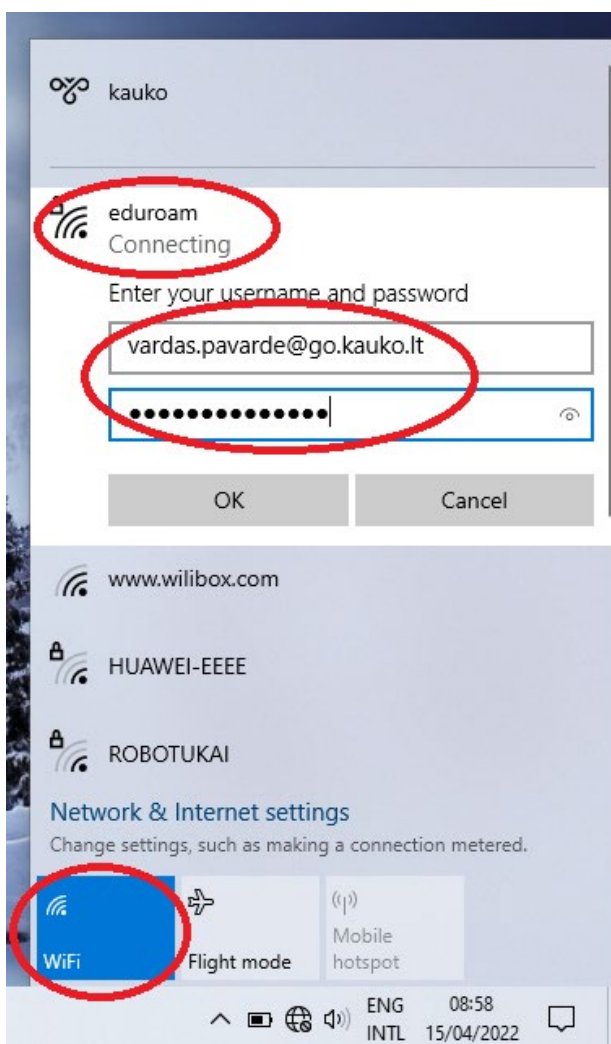 kauko
eduroam
Connecting
Enter your username and password
vardas.pavarde@go.kauko.lt
●●●●●●●●●●●●●●
OK
Cancel
www.wilibox.com
HUAWEI-EEEE
ROBOTUKAI
Network & Internet settings
Change settings, such as making a connection metered.
WiFi
Flight mode
Mobile
hotspot
ENG
INTL
08:58
15/04/2022